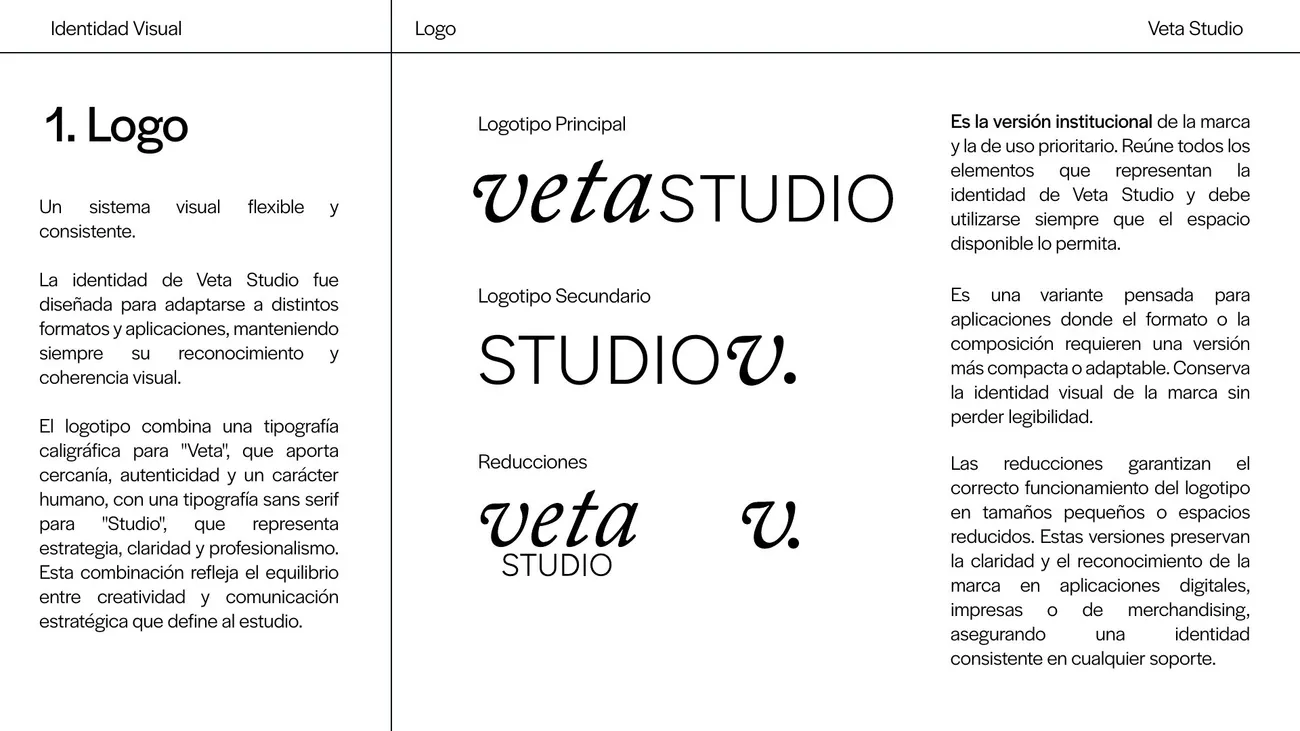 Identidad Visual
Logo
Veta Studio
1. Logo
Un sistema visual flexible y
consistente.
La identidad de Veta Studio fue
diseñada para adaptarse a distintos
formatos y aplicaciones, manteniendo
siempre su reconocimiento y
coherencia visual.
El logotipo combina una tipografía
caligráfica para "Veta", que aporta
cercanía, autenticidad y un carácter
humano, con una tipografía sans serif
para "Studio", que representa
estrategia, claridad y profesionalismo.
Esta combinación refleja el equilibrio
entre creatividad y comunicación
estratégica que define al estudio.
Logotipo Principal
vetaSTUDIO
Es la versión institucional de la marca
y la de uso prioritario. Reúne todos los
elementos que representan la
identidad de Veta Studio y debe
utilizarse siempre que el espacio
disponible lo permita.
Logotipo Secundario
STUDIOv.
Es una variante pensada para
aplicaciones donde el formato o la
composición requieren una versión
más compacta o adaptable. Conserva
la identidad visual de la marca sin
perder legibilidad.
Reducciones
veta
STUDIO
v.
Las reducciones garantizan el
correcto funcionamiento del logotipo
en tamaños pequeños o espacios
reducidos. Estas versiones preservan
la claridad y el reconocimiento de la
marca en aplicaciones digitales,
impresas o de merchandising,
asegurando una identidad
consistente en cualquier soporte.